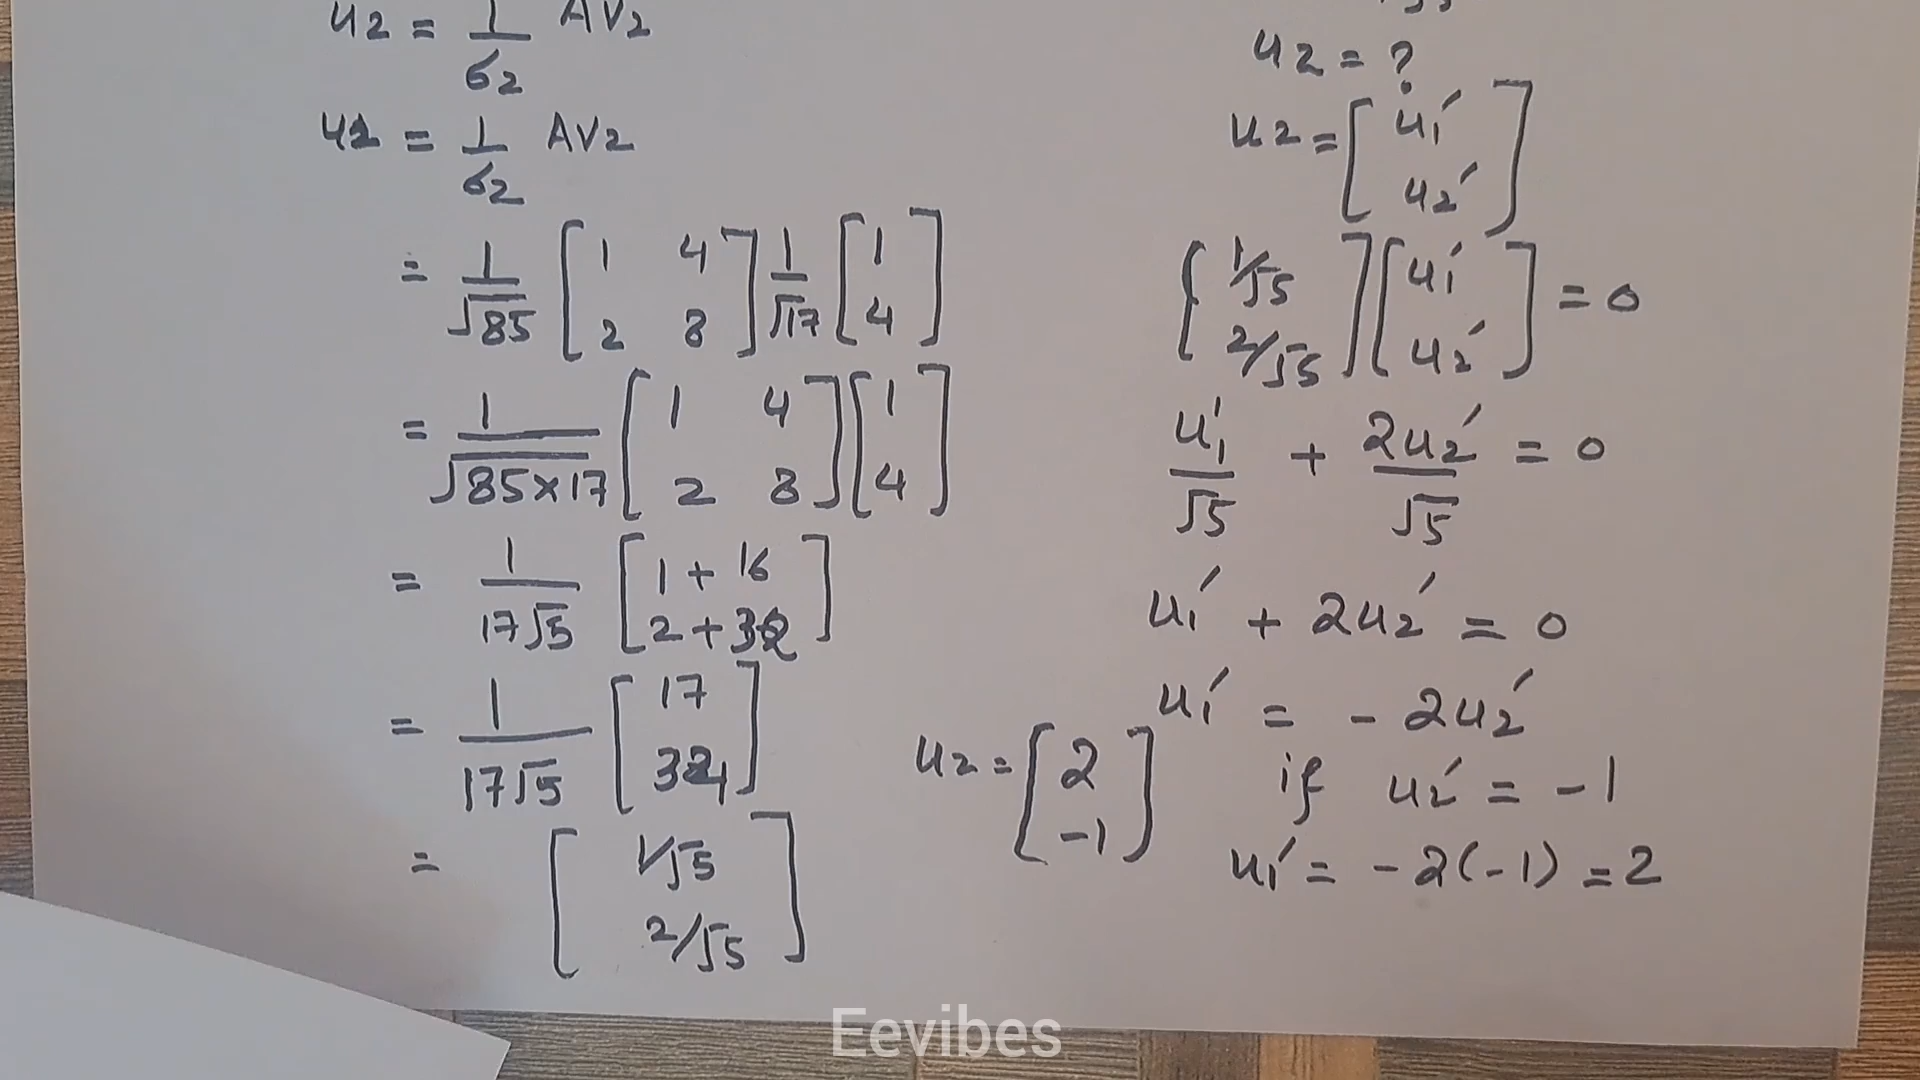 u2 = 1/σ2 AV2
u2 = 1/σ2 AV2
= 1/√85 [1 4; 2 8] 1/√17 [1; 4]
= 1/√85×17 [1 4; 2 8] [1; 4]
= 1/17√5 [1+16; 2+32]
= 1/17√5 [17; 34]
= [1/√5; 2/√5]
u2 = ?
u2 = [u1′; u2′]
[1/√5; 2/√5] [u1′; u2′] = 0
u1′/√5 + 2u2′/√5 = 0
u1′ + 2u2′ = 0
u1′ = - 2u2′
if u2′ = -1
u1′ = -2(-1) = 2
u2 = [2; -1]
Eevibes